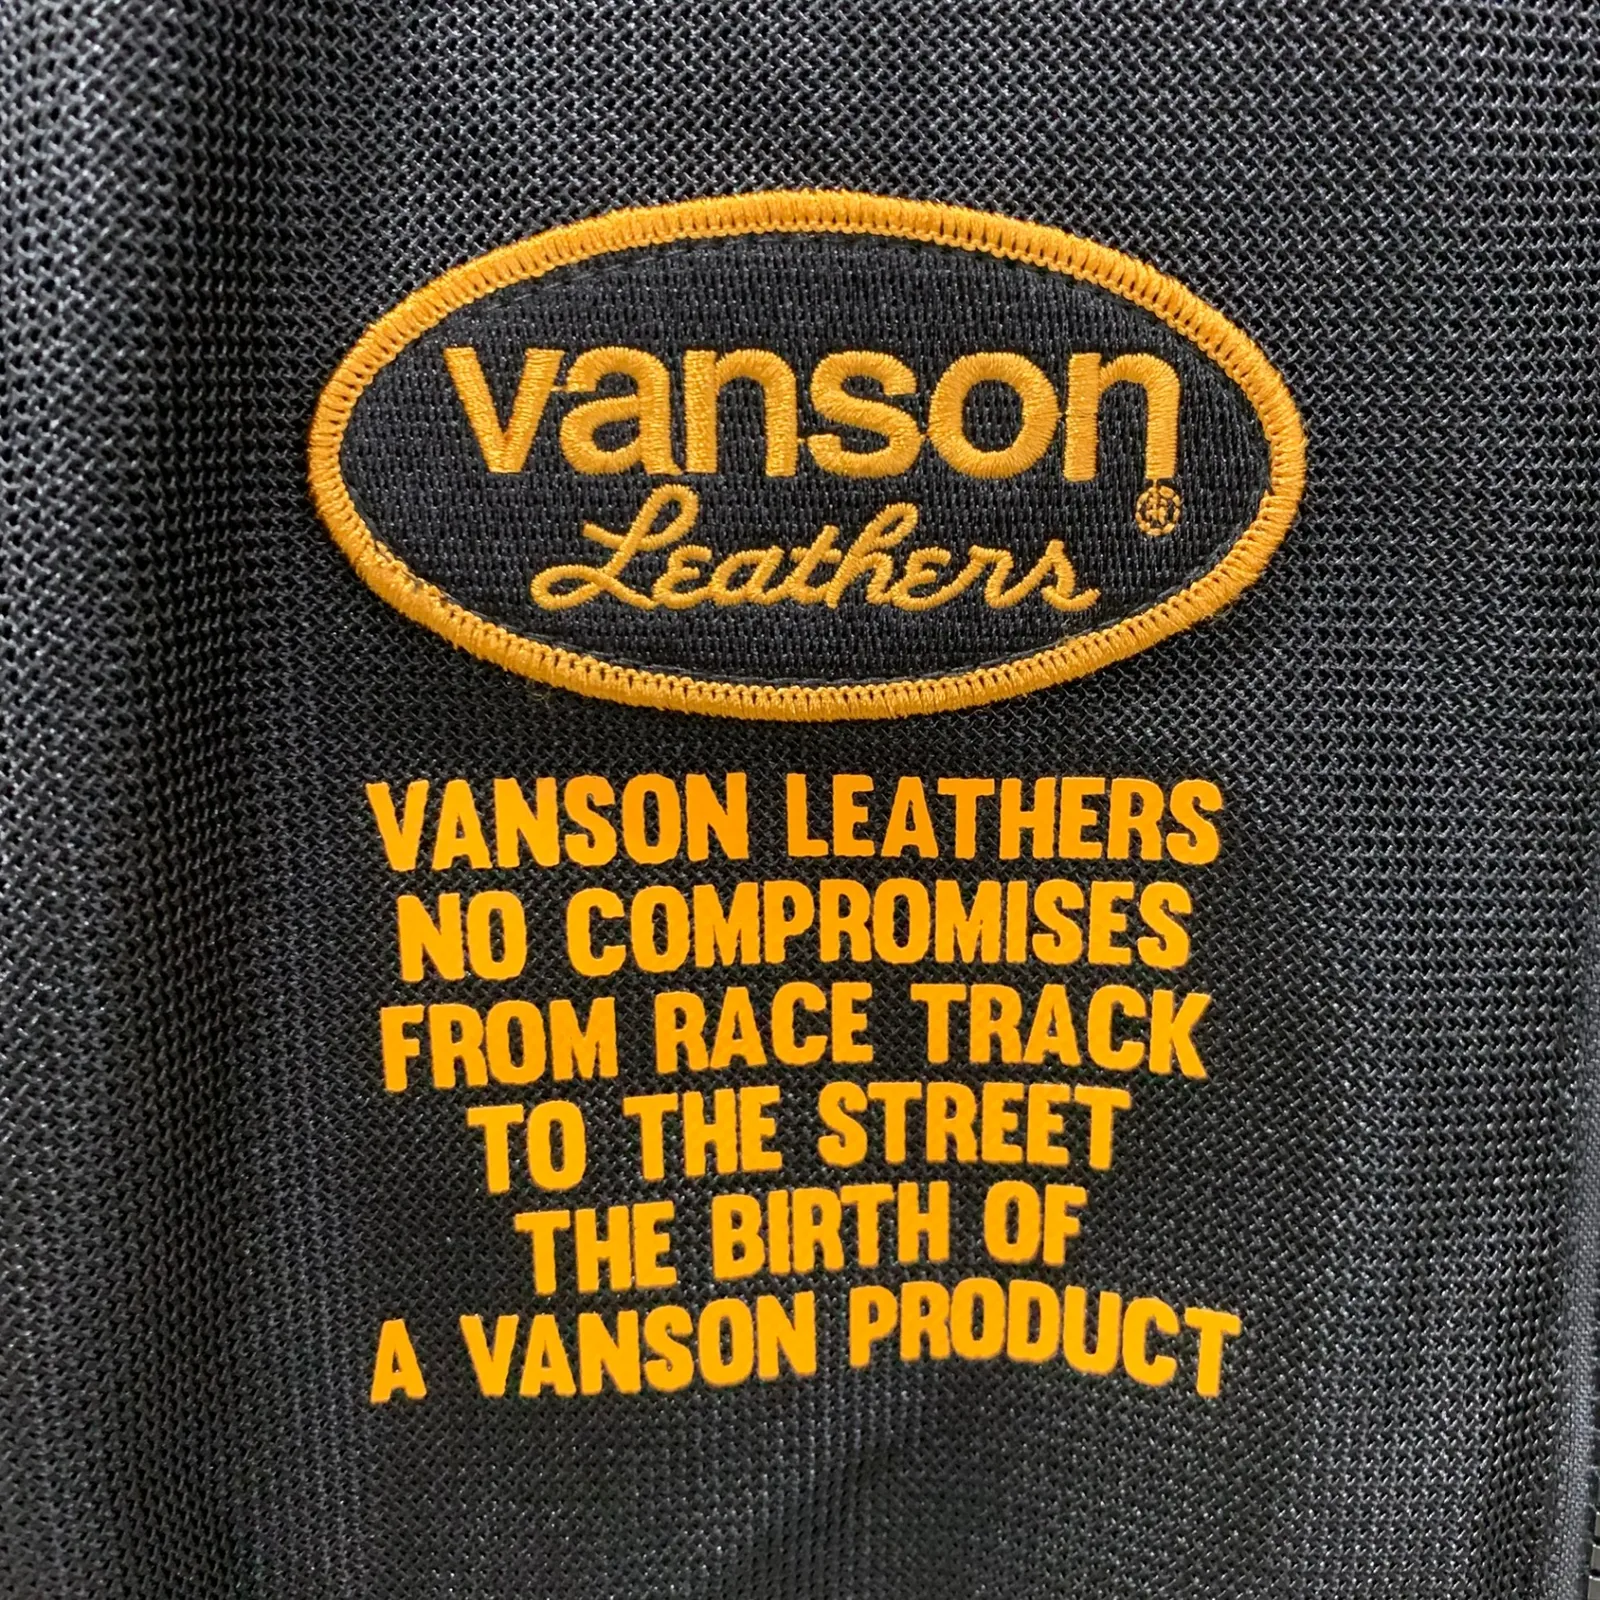 vanson
Leathers ®
VANSON LEATHERS
NO COMPROMISES
FROM RACE TRACK
TO THE STREET
THE BIRTH OF
A VANSON PRODUCT